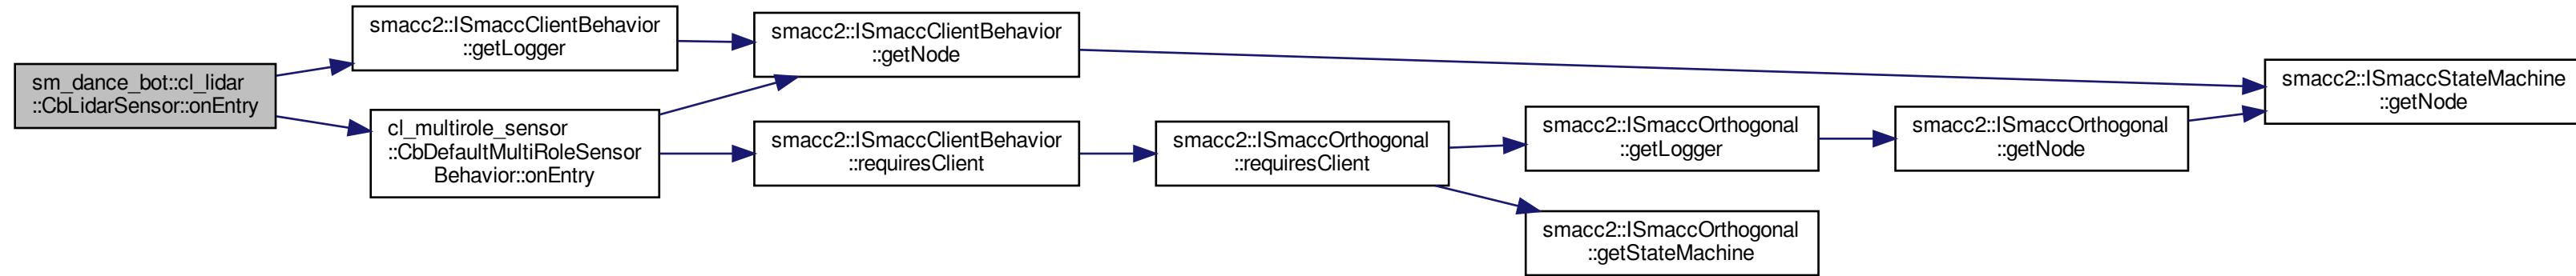 sm_dance_bot::cl_lidar
::CbLidarSensor::onEntry
smacc2::ISmaccClientBehavior
::getLogger
cl_multirole_sensor
::CbDefaultMultiRoleSensor
Behavior::onEntry
smacc2::ISmaccClientBehavior
::getNode
smacc2::ISmaccClientBehavior
::requiresClient
smacc2::ISmaccOrthogonal
::requiresClient
smacc2::ISmaccOrthogonal
::getLogger
smacc2::ISmaccOrthogonal
::getStateMachine
smacc2::ISmaccOrthogonal
::getNode
smacc2::ISmaccStateMachine
::getNode